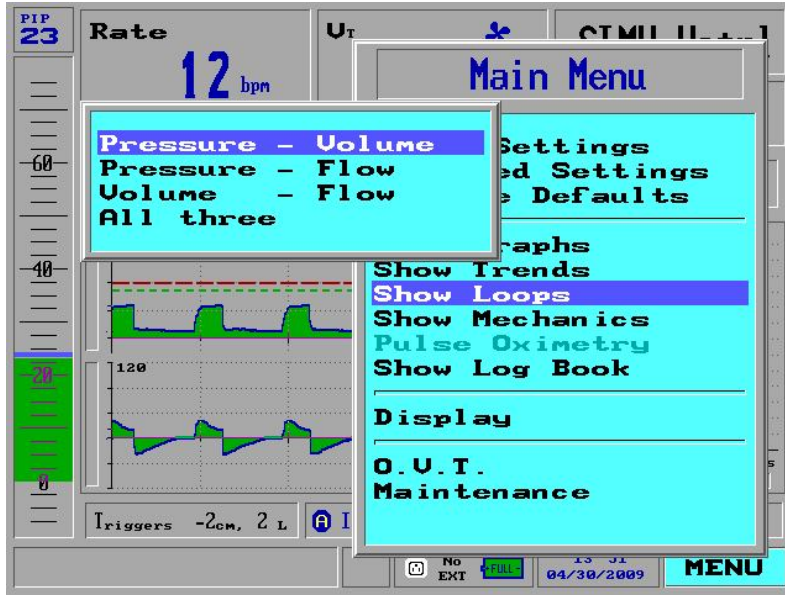 PIP
23
Rate
12 bpm
VT
Main Menu
Pressure - Volume
Pressure - Flow
Volume - Flow
All three
Settings
Settings
Defaults
Show Trends
Show Loops
Show Mechanics
Pulse Oximetry
Show Log Book
Display
O.V.T.
Maintenance
60
40
20
0
120
Triggers -2cm, 2 L
A
No
EXT
FULL
04/30/2009
MENU